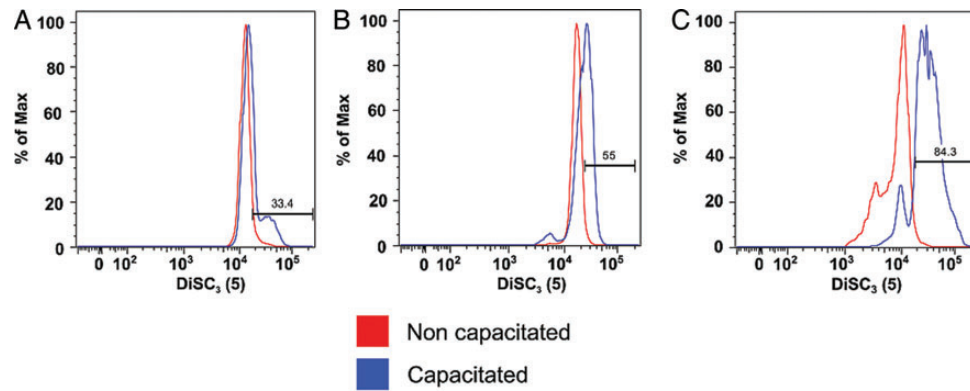 A
100
80
60
40
20
0
% of Max
33.4
0 10² 10³ 10⁴ 10⁵
DiSC₃ (5)
B
100
80
60
40
20
0
% of Max
55
0 10² 10³ 10⁴ 10⁵
DiSC₃ (5)
C
100
80
60
40
20
0
% of Max
84.3
0 10² 10³ 10⁴ 10⁵
DiSC₃ (5)
Non capacitated
Capacitated